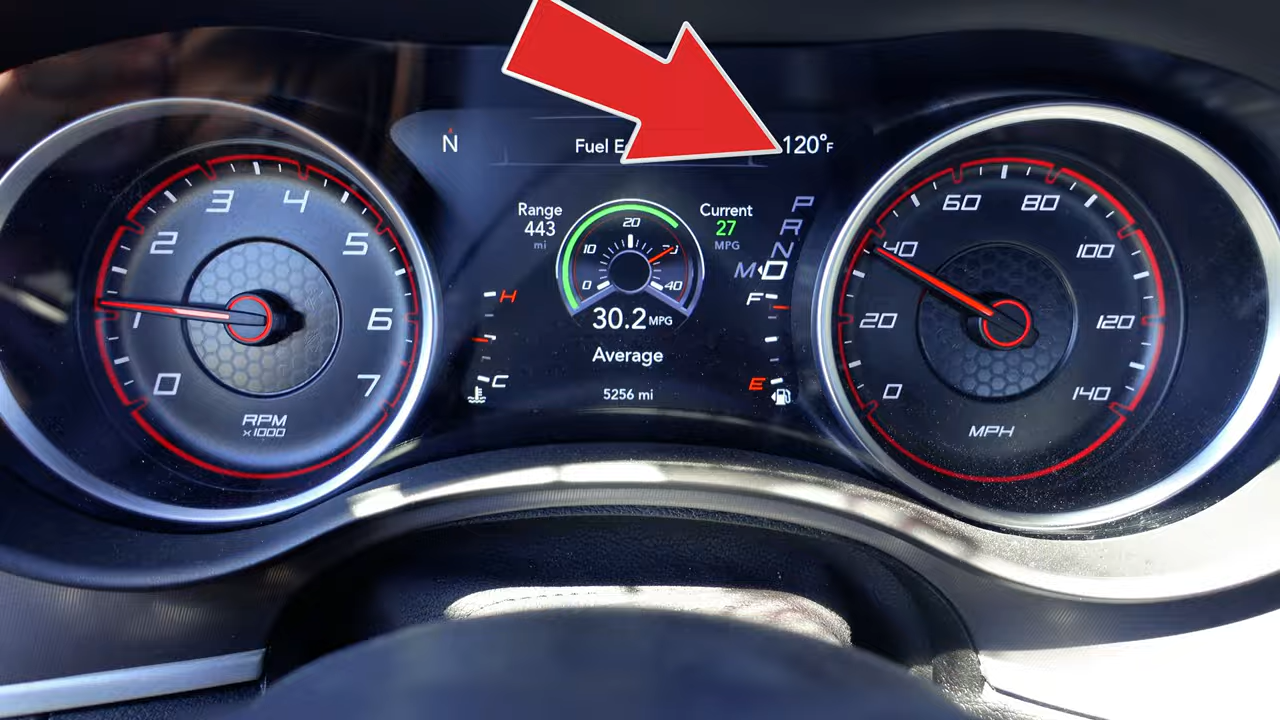 N
Fuel E
120°F
Range
443
mi
Current
27
MPG
0
10
20
40
30.2 MPG
Average
5256 mi
H
C
P
R
N
M
D
F
E
0
1
2
3
4
5
6
7
RPM
x1000
0
20
40
60
80
100
120
140
MPH